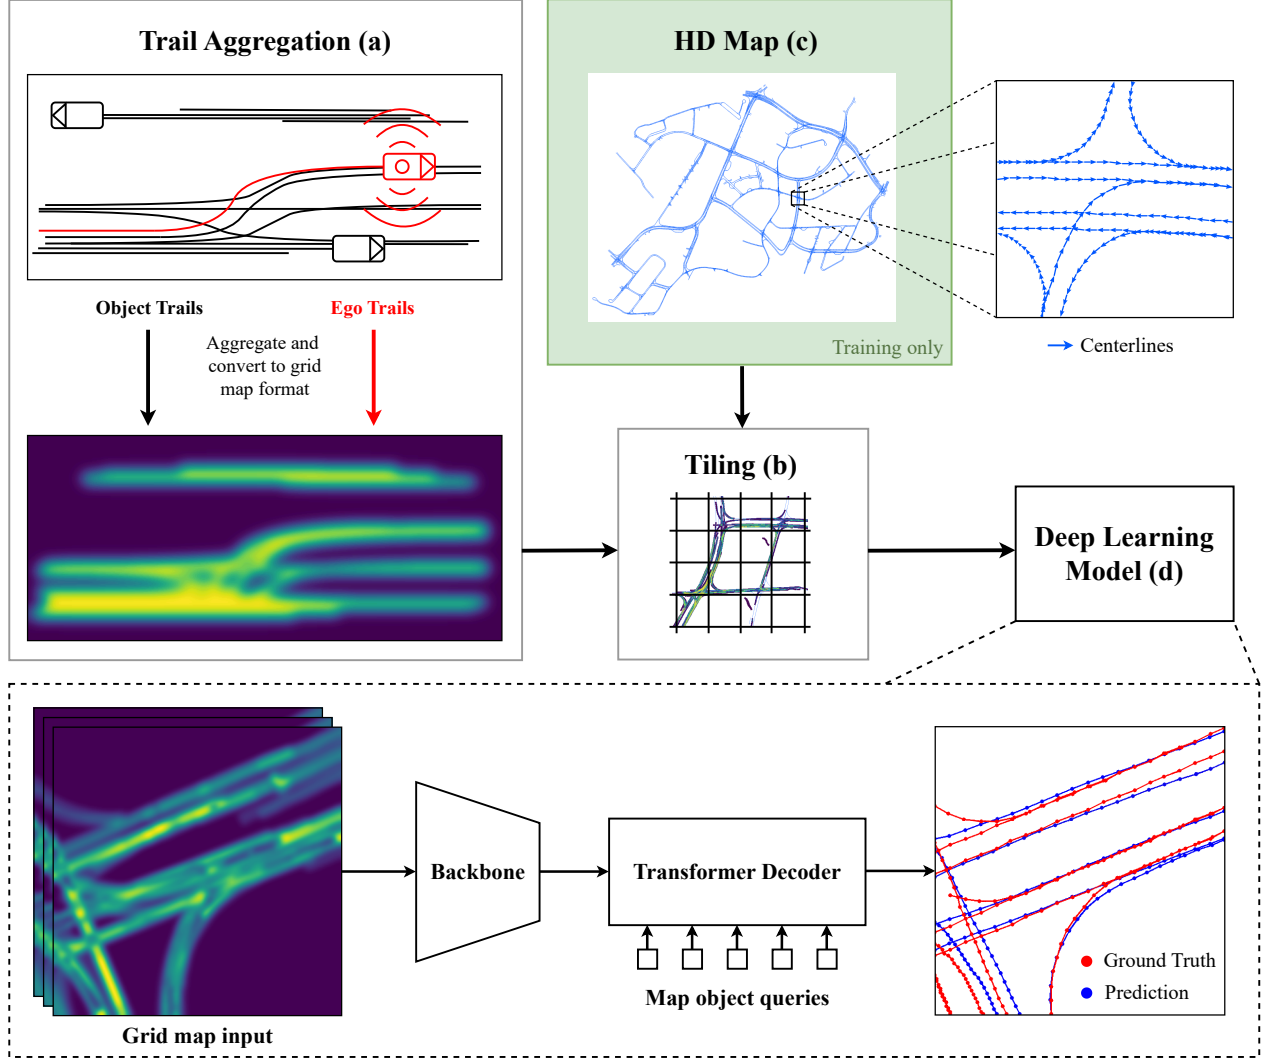 Trail Aggregation (a)
HD Map (c)
Object Trails
Ego Trails
Aggregate and
convert to grid
map format
Training only
Centerlines
Tiling (b)
Deep Learning
Model (d)
Backbone
Transformer Decoder
Map object queries
Grid map input
Ground Truth
Prediction